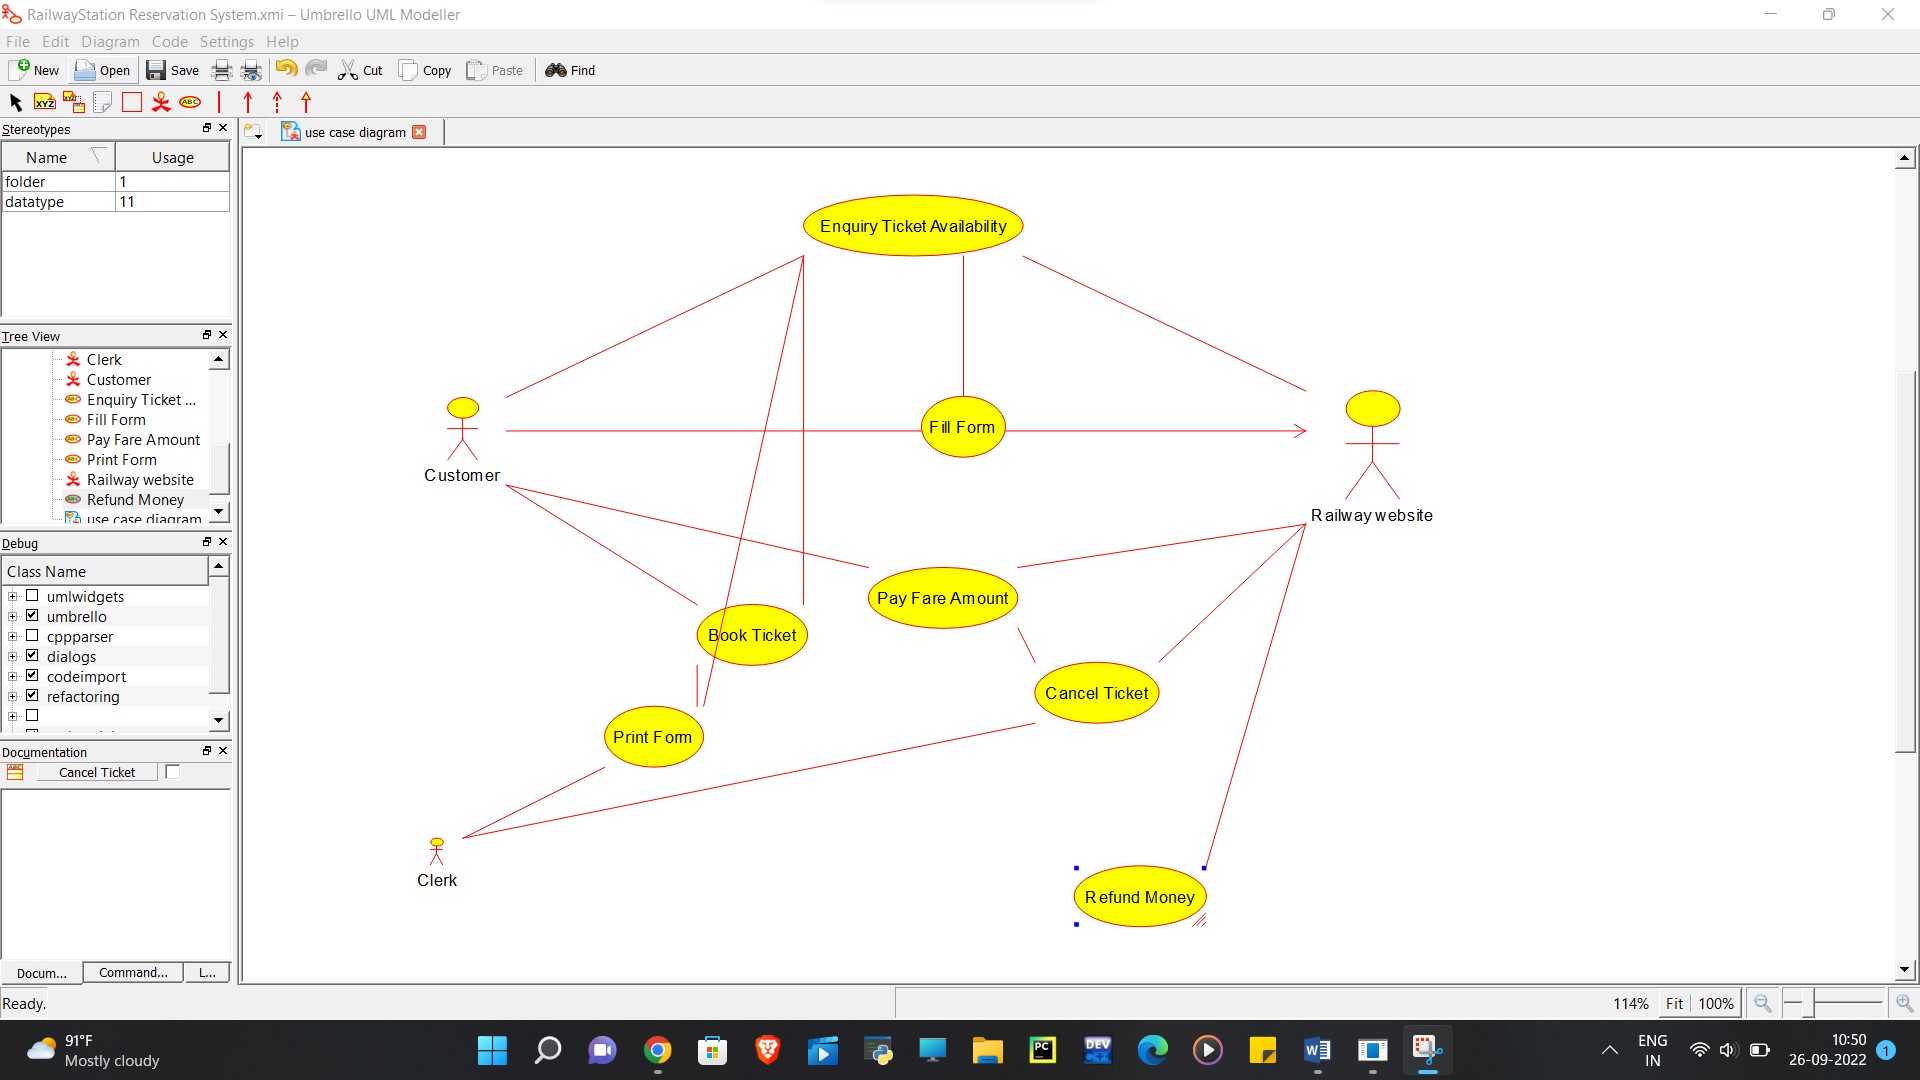 RailwayStation Reservation System.xmi – Umbrello UML Modeller
File Edit Diagram Code Settings Help
New Open Save Cut Copy Paste Find
XYZ XYZ ABC
Stereotypes
use case diagram
Name Usage
folder 1
datatype 11
Enquiry Ticket Availability
Tree View
Clerk
Customer
Enquiry Ticket ...
Fill Form
Pay Fare Amount
Print Form
Railway website
Refund Money
use case diagram
Fill Form
Customer
Railway website
Debug
Class Name
umlwidgets
umbrello
cppparser
dialogs
codeimport
refactoring
Pay Fare Amount
Book Ticket
Cancel Ticket
Print Form
Documentation
Cancel Ticket
Clerk
Refund Money
Docum... Command... L...
Ready.
114% Fit 100%
91°F
Mostly cloudy
PC
DEV
ENG
IN
10:50
26-09-2022
1